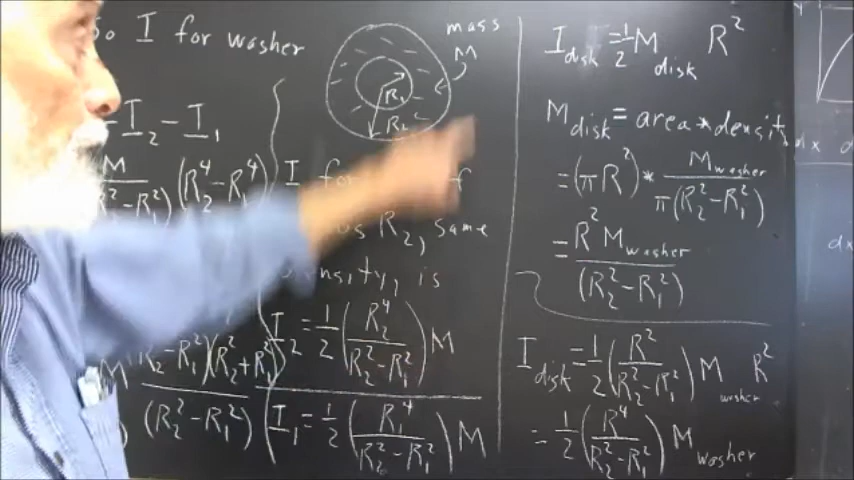 So I for washer
= I₂ - I₁
M
R₂² - R₁²) (R₂⁴ - R₁⁴)
M (R₂² - R₁²)(R₂² + R₁²)
(R₂² - R₁²)
mass
M
R₁
R₂
I for
R₂, same
density, is
I₂ = 1/2 (R₂⁴ / R₂² - R₁²) M
I₁ = 1/2 (R₁⁴ / R₂² - R₁²) M
I disk = 1/2 M disk R²
M disk = area * densit
= (πR²) * M washer / π(R₂² - R₁²)
= R² M washer / (R₂² - R₁²)
I disk = 1/2 (R² / R₂² - R₁²) M washer R²
= 1/2 (R⁴ / R₂² - R₁²) M washer
dx
dx